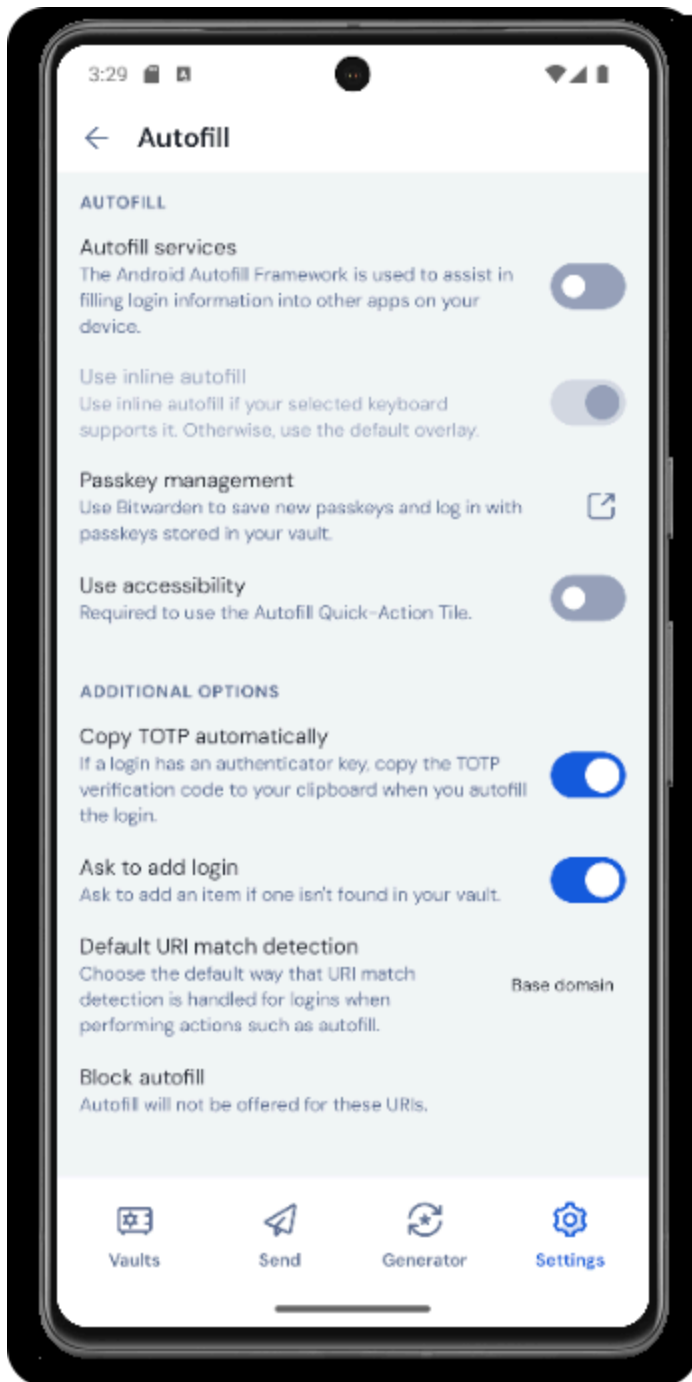 3:29
Autofill
AUTOFILL
Autofill services
The Android Autofill Framework is used to assist in
filling login information into other apps on your
device.
Use inline autofill
Use inline autofill if your selected keyboard
supports it. Otherwise, use the default overlay.
Passkey management
Use Bitwarden to save new passkeys and log in with
passkeys stored in your vault.
Use accessibility
Required to use the Autofill Quick-Action Tile.
ADDITIONAL OPTIONS
Copy TOTP automatically
If a login has an authenticator key, copy the TOTP
verification code to your clipboard when you autofill
the login.
Ask to add login
Ask to add an item if one isn't found in your vault.
Default URI match detection
Choose the default way that URI match
detection is handled for logins when
performing actions such as autofill.
Base domain
Block autofill
Autofill will not be offered for these URIs.
Vaults Send Generator Settings